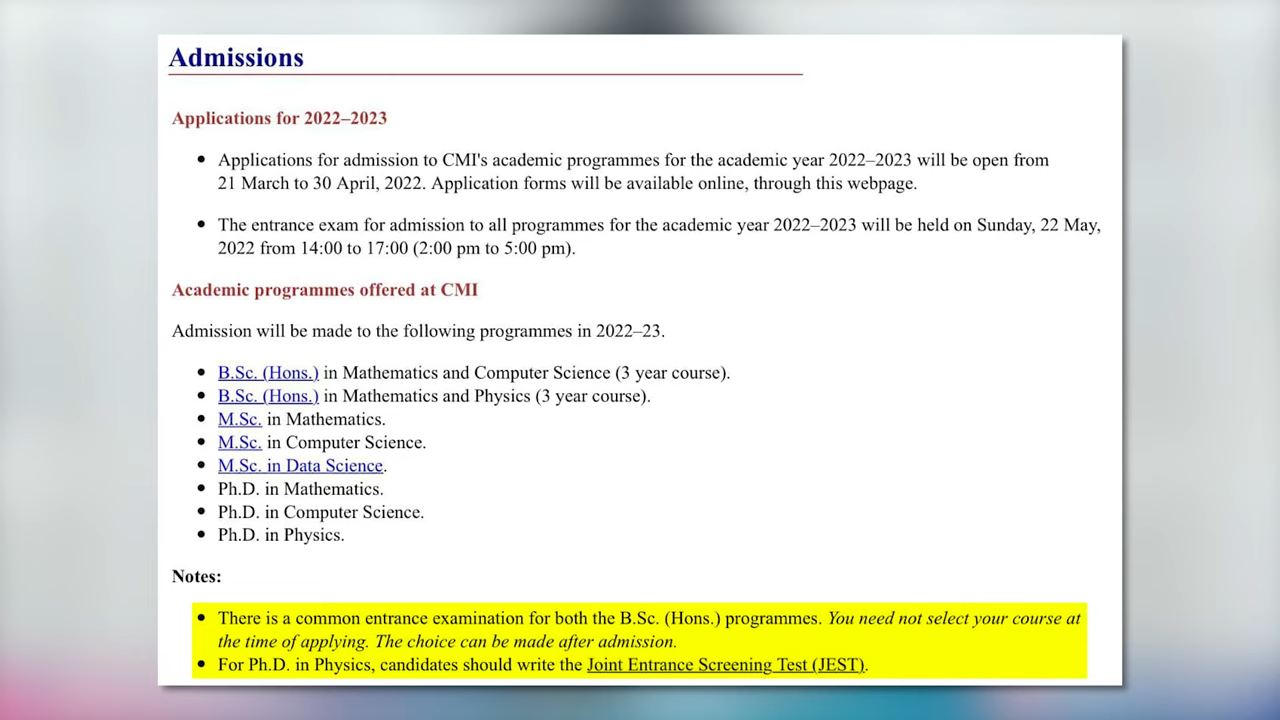 Admissions
Applications for 2022–2023
• Applications for admission to CMI's academic programmes for the academic year 2022–2023 will be open from
21 March to 30 April, 2022. Application forms will be available online, through this webpage.
• The entrance exam for admission to all programmes for the academic year 2022–2023 will be held on Sunday, 22 May,
2022 from 14:00 to 17:00 (2:00 pm to 5:00 pm).
Academic programmes offered at CMI
Admission will be made to the following programmes in 2022–23.
• B.Sc. (Hons.) in Mathematics and Computer Science (3 year course).
• B.Sc. (Hons.) in Mathematics and Physics (3 year course).
• M.Sc. in Mathematics.
• M.Sc. in Computer Science.
• M.Sc. in Data Science.
• Ph.D. in Mathematics.
• Ph.D. in Computer Science.
• Ph.D. in Physics.
Notes:
• There is a common entrance examination for both the B.Sc. (Hons.) programmes. You need not select your course at
the time of applying. The choice can be made after admission.
• For Ph.D. in Physics, candidates should write the Joint Entrance Screening Test (JEST).